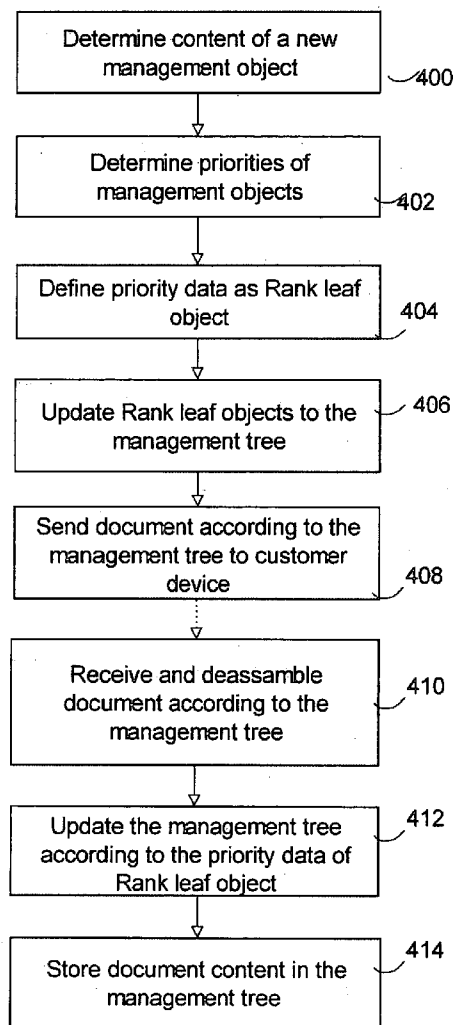 Determine content of a new
management object
400
Determine priorities of
management objects
402
Define priority data as Rank leaf
object
404
Update Rank leaf objects to the
management tree
406
Send document according to the
management tree to customer
device
408
Receive and deassamble
document according to the
management tree
410
Update the management tree
according to the priority data of
Rank leaf object
412
Store document content in the
management tree
414